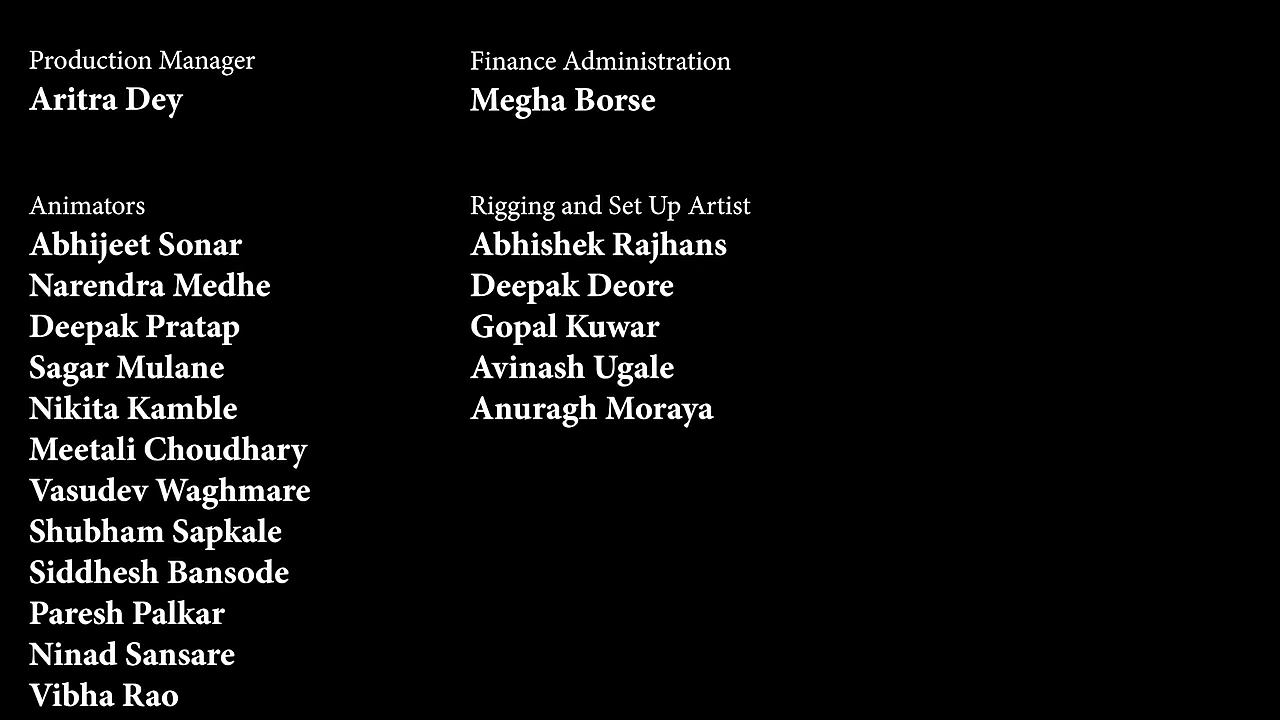 Production Manager
Aritra Dey
Finance Administration
Megha Borse
Animators
Abhijeet Sonar
Narendra Medhe
Deepak Pratap
Sagar Mulane
Nikita Kamble
Meetali Choudhary
Vasudev Waghmare
Shubham Sapkale
Siddhesh Bansode
Paresh Palkar
Ninad Sansare
Vibha Rao
Rigging and Set Up Artist
Abhishek Rajhans
Deepak Deore
Gopal Kuwar
Avinash Ugale
Anuragh Moraya